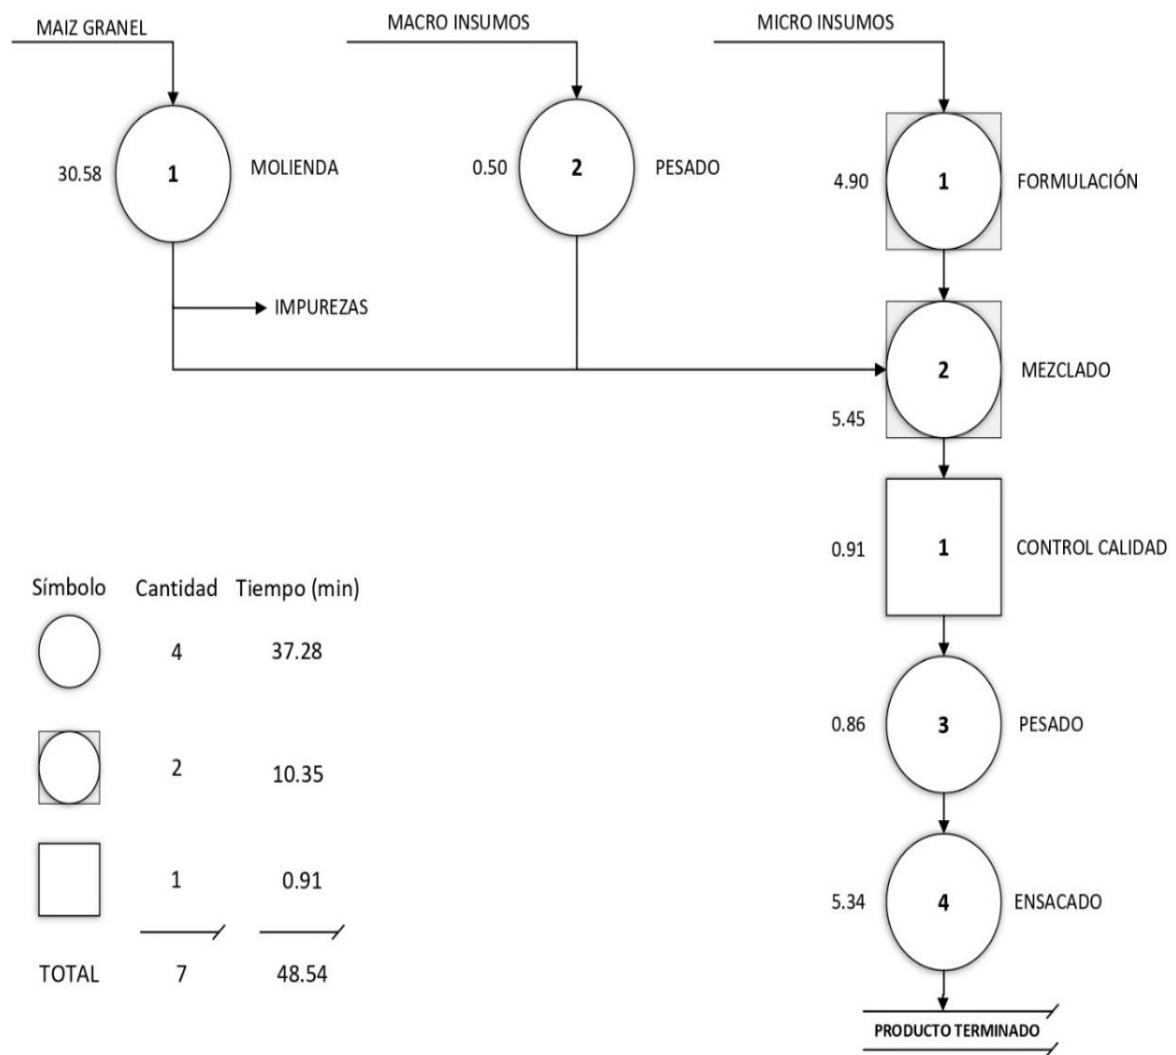 MAIZ GRANEL
MACRO INSUMOS
MICRO INSUMOS
30.58
1
MOLIENDA
0.50
2
PESADO
4.90
1
FORMULACIÓN
IMPUREZAS
2
MEZCLADO
5.45
0.91
1
CONTROL CALIDAD
0.86
3
PESADO
5.34
4
ENSACADO
PRODUCTO TERMINADO
Símbolo Cantidad Tiempo (min)
4 37.28
2 10.35
1 0.91
TOTAL 7 48.54